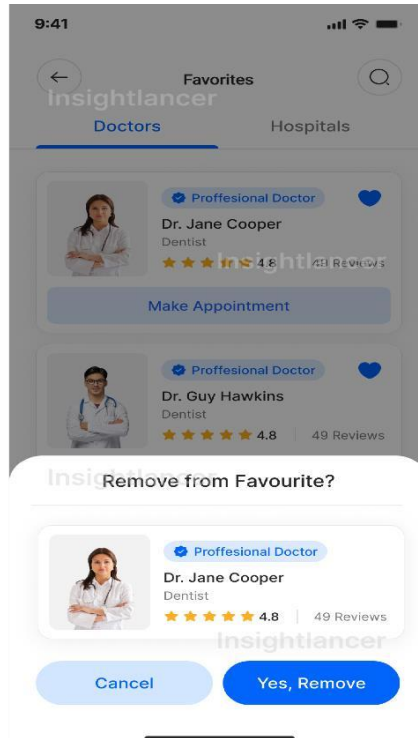 9:41
Favorites
Insightlancer
Doctors Hospitals
Proffesional Doctor
Dr. Jane Cooper
Dentist
4.8 49 Reviews
Insightlancer
Make Appointment
Proffesional Doctor
Dr. Guy Hawkins
Dentist
4.8 49 Reviews
Insightlancer
Remove from Favourite?
Proffesional Doctor
Dr. Jane Cooper
Dentist
4.8 49 Reviews
Insightlancer
Cancel Yes, Remove